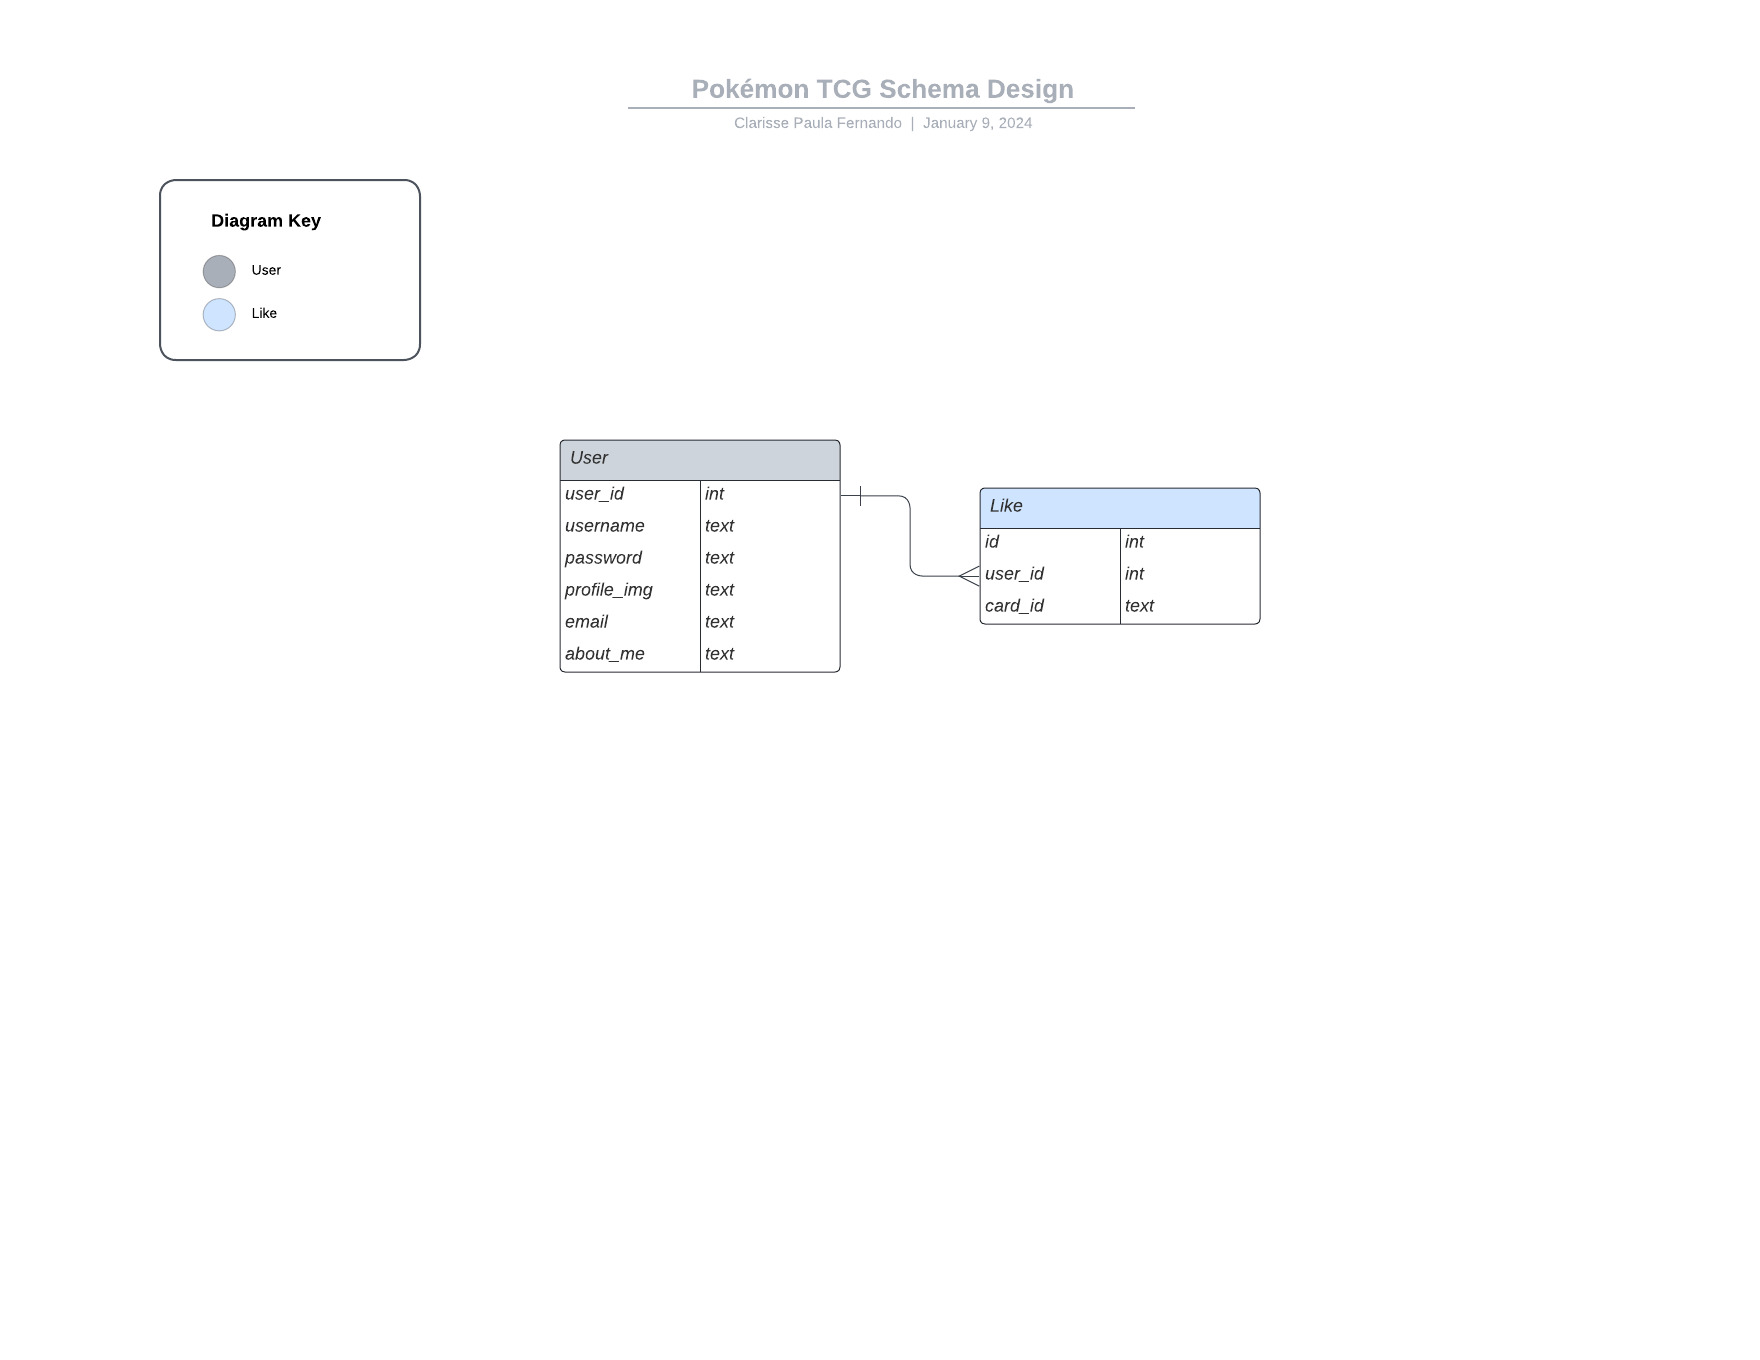 Pokémon TCG Schema Design
Clarisse Paula Fernando | January 9, 2024
Diagram Key
User
Like
User
user_id int
username text
password text
profile_img text
email text
about_me text
Like
id int
user_id int
card_id text